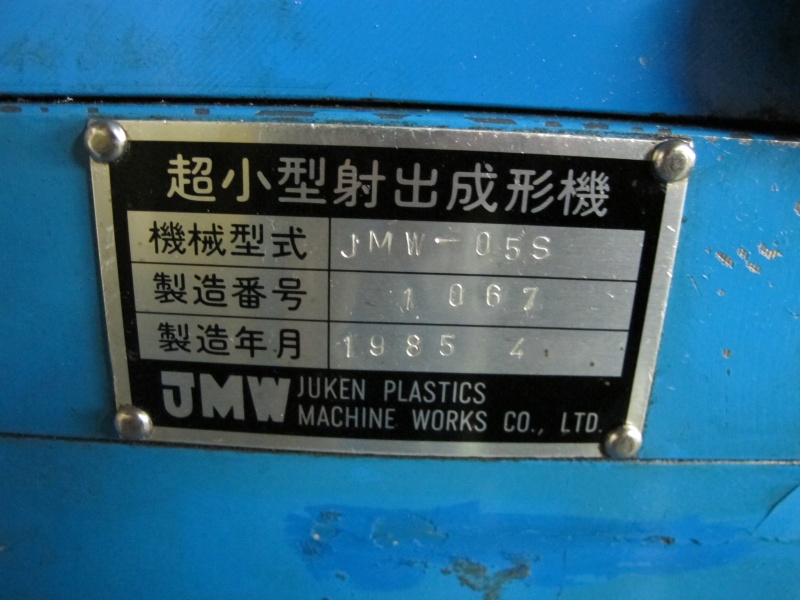 超小型射出成形機
機械型式 JMW-05S
製造番号 1067
製造年月 1985 4
JMW JUKEN PLASTICS
MACHINE WORKS CO., LTD.